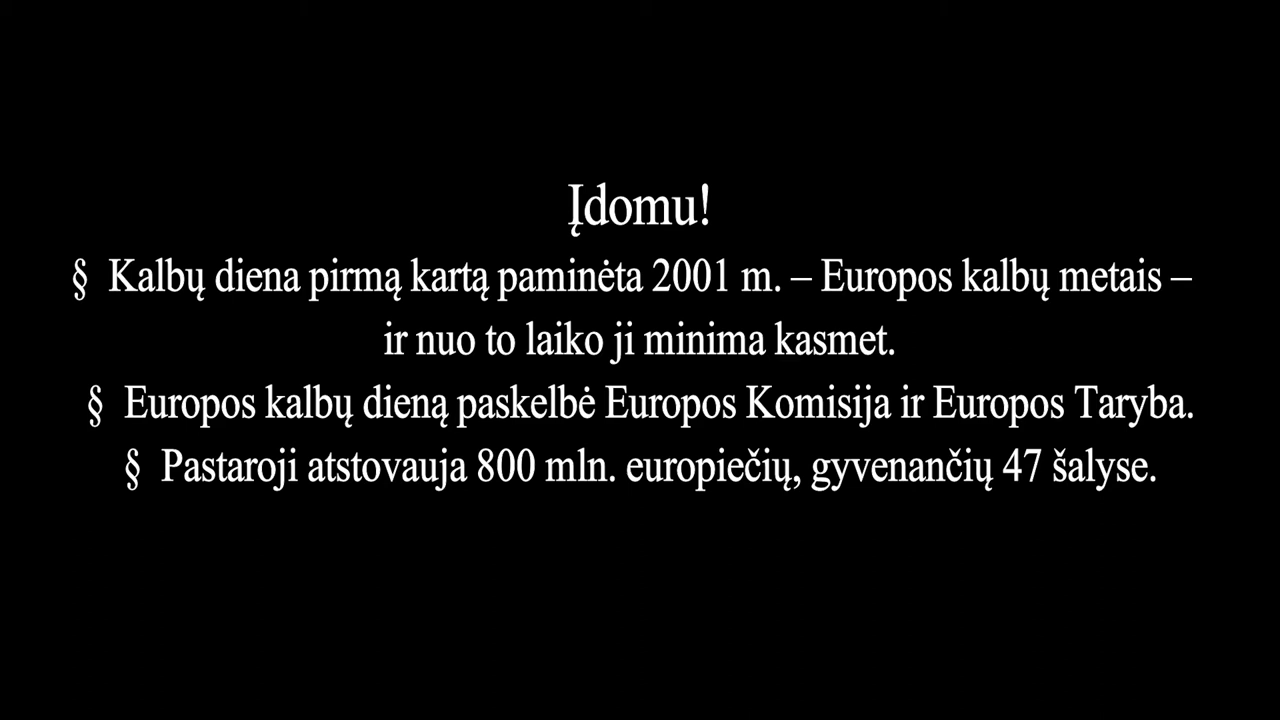 Įdomu!
§ Kalbų diena pirmą kartą paminėta 2001 m. – Europos kalbų metais –
ir nuo to laiko ji minima kasmet.
§ Europos kalbų dieną paskelbė Europos Komisija ir Europos Taryba.
§ Pastaroji atstovauja 800 mln. europiečių, gyvenančių 47 šalyse.